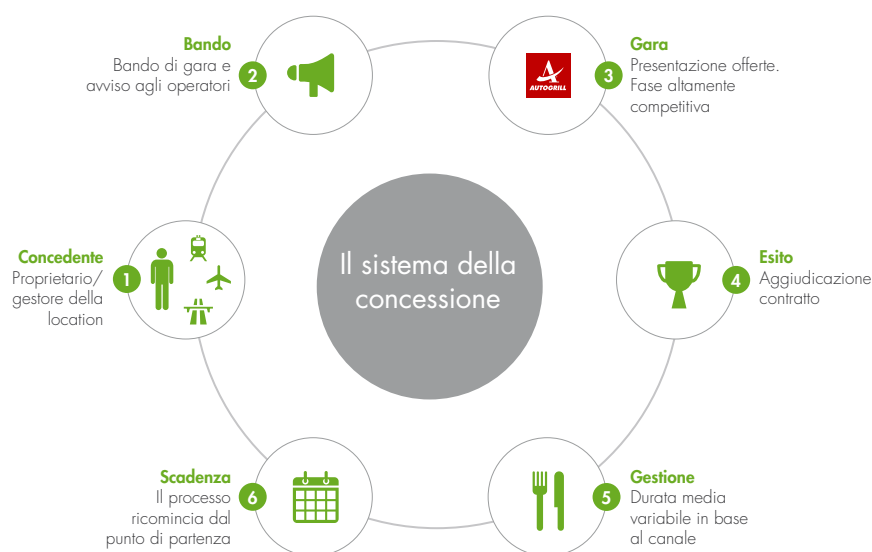 Il sistema della
concessione
Concedente
1
Proprietario/
gestore della
location
Bando
2
Bando di gara e
avviso agli operatori
Gara
3
Presentazione offerte.
Fase altamente
competitiva
AUTOGRILL
Esito
4
Aggiudicazione
contratto
Gestione
5
Durata media
variabile in base
al canale
Scadenza
6
Il processo
ricomincia dal
punto di partenza